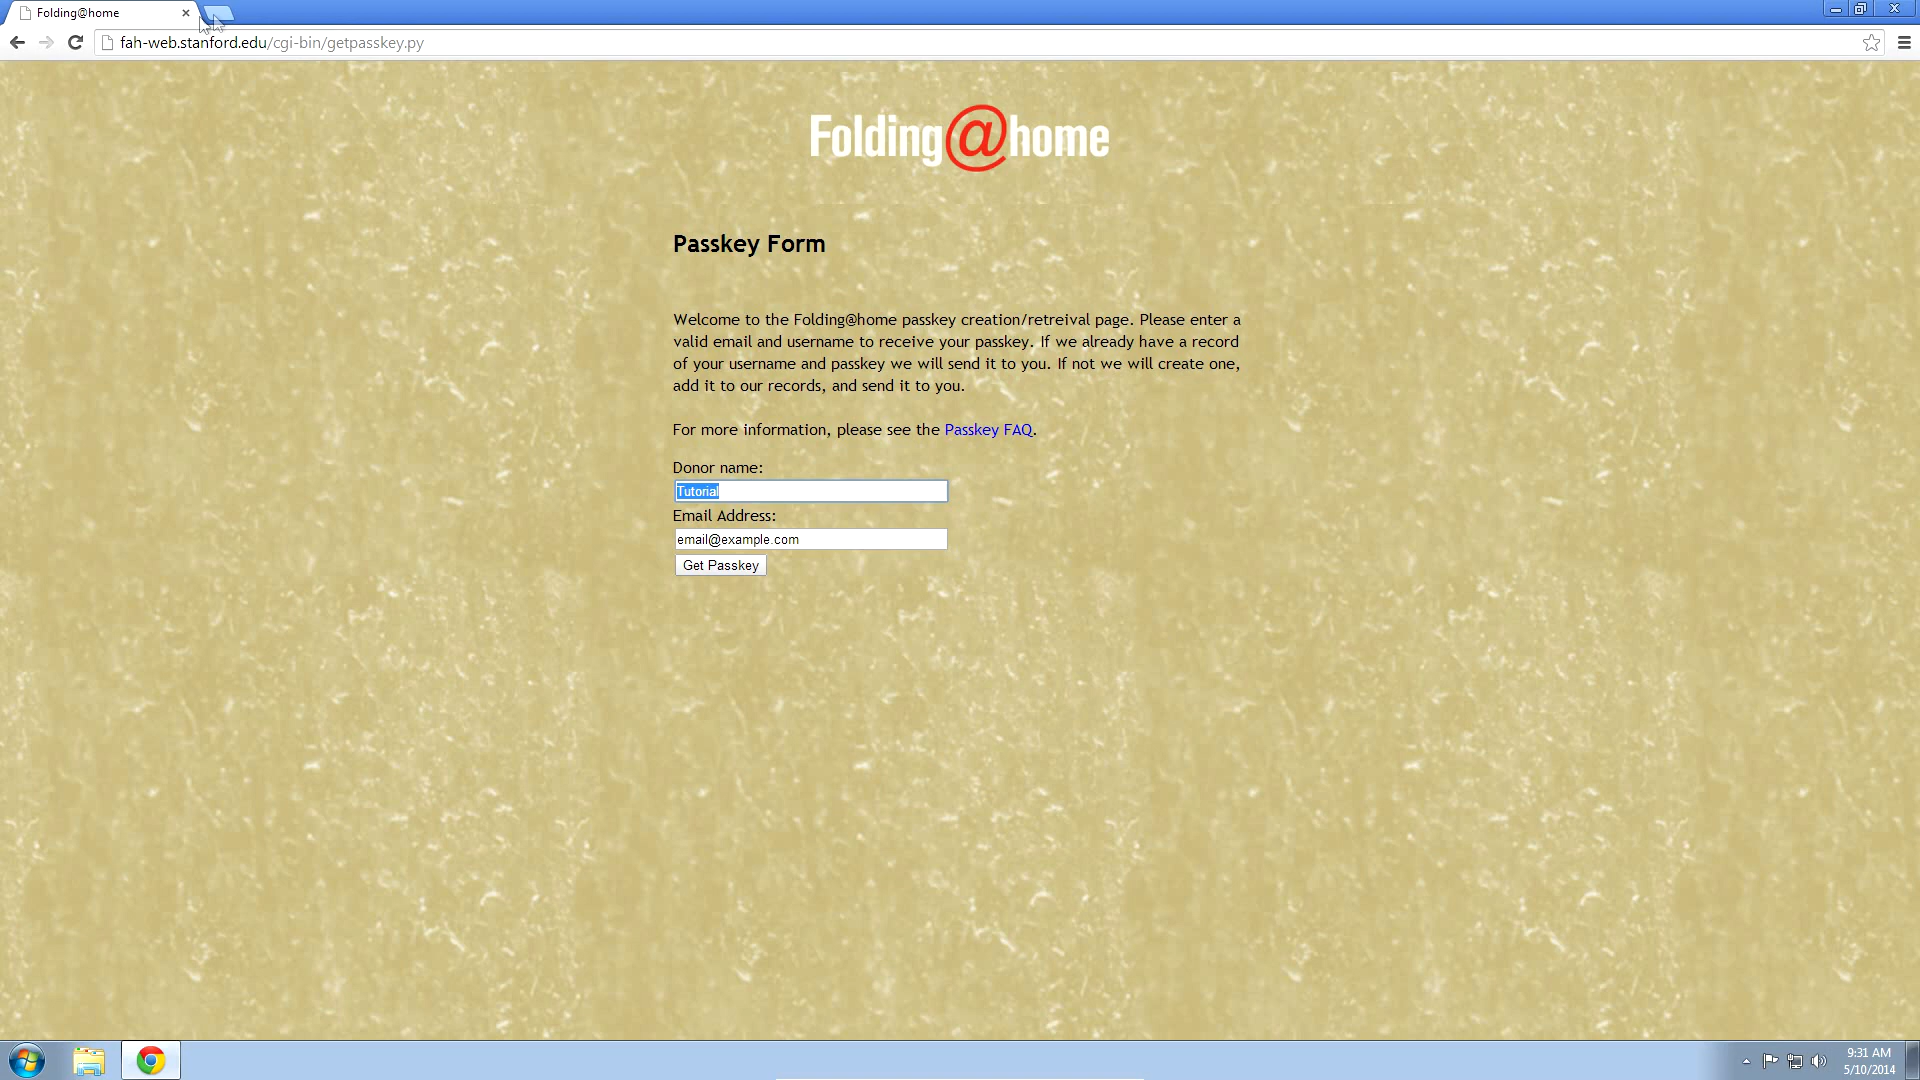 Folding@home
fah-web.stanford.edu/cgi-bin/getpasskey.py
Folding@home
Passkey Form
Welcome to the Folding@home passkey creation/retreival page. Please enter a
valid email and username to receive your passkey. If we already have a record
of your username and passkey we will send it to you. If not we will create one,
add it to our records, and send it to you.
For more information, please see the Passkey FAQ.
Donor name:
Tutorial
Email Address:
email@example.com
Get Passkey
9:31 AM
5/10/2014